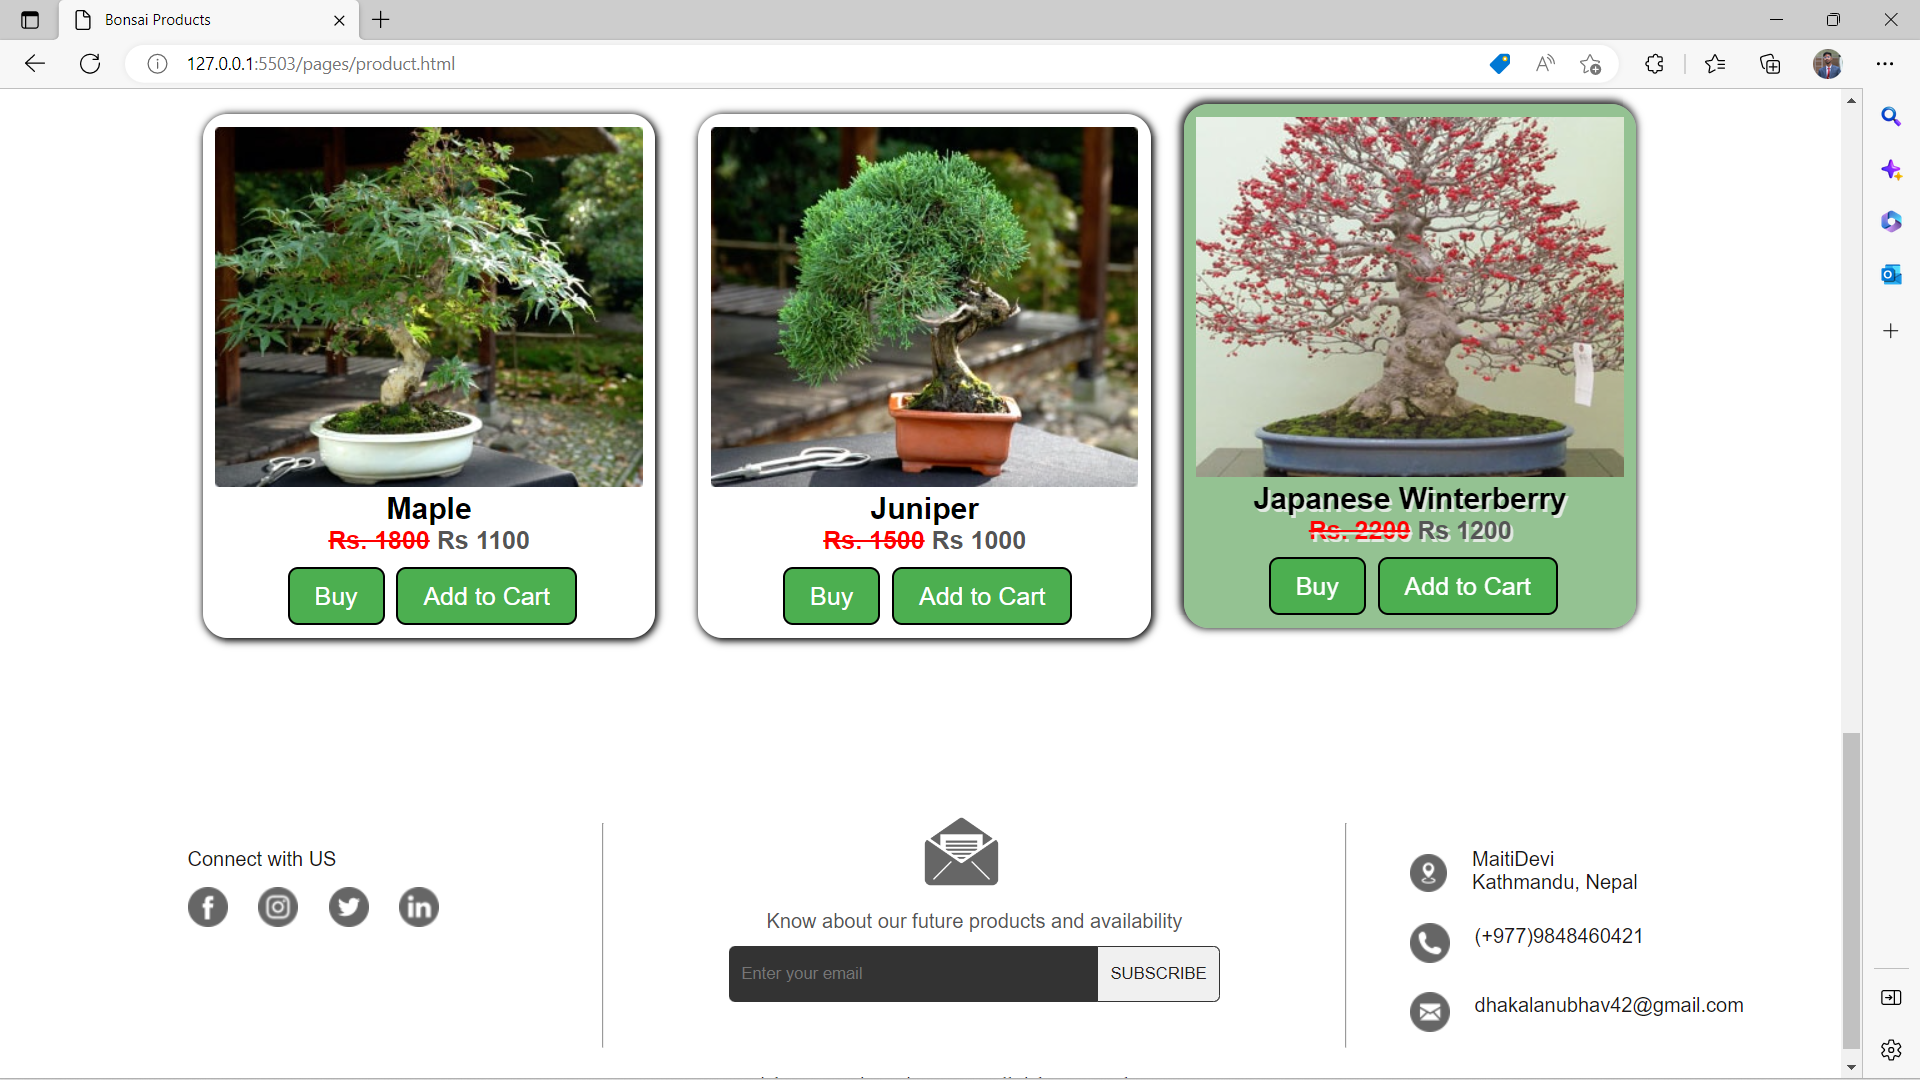 Bonsai Products
127.0.0.1:5503/pages/product.html
Maple
Rs. 1800 Rs 1100
Buy
Add to Cart
Juniper
Rs. 1500 Rs 1000
Buy
Add to Cart
Japanese Winterberry
Rs. 2200 Rs 1200
Buy
Add to Cart
Connect with US
Know about our future products and availability
Enter your email
SUBSCRIBE
MaitiDevi
Kathmandu, Nepal
(+977)9848460421
dhakalanubhav42@gmail.com